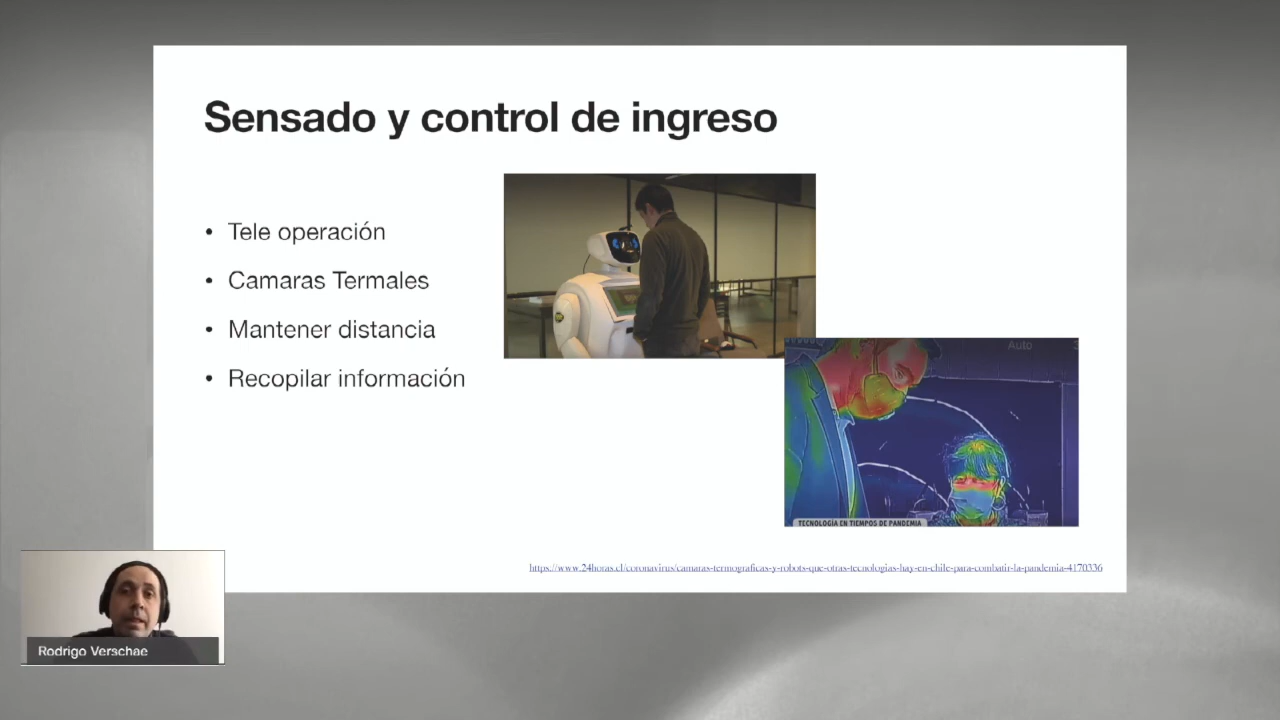 Sensado y control de ingreso
• Tele operación
• Camaras Termales
• Mantener distancia
• Recopilar información
Auto
TECNOLOGÍA EN TIEMPOS DE PANDEMIA
https://www.24horas.cl/coronavirus/camaras-termograficas-y-robots-que-otras-tecnologias-hay-en-chile-para-combatir-la-pandemia-4170336
Rodrigo Verschae